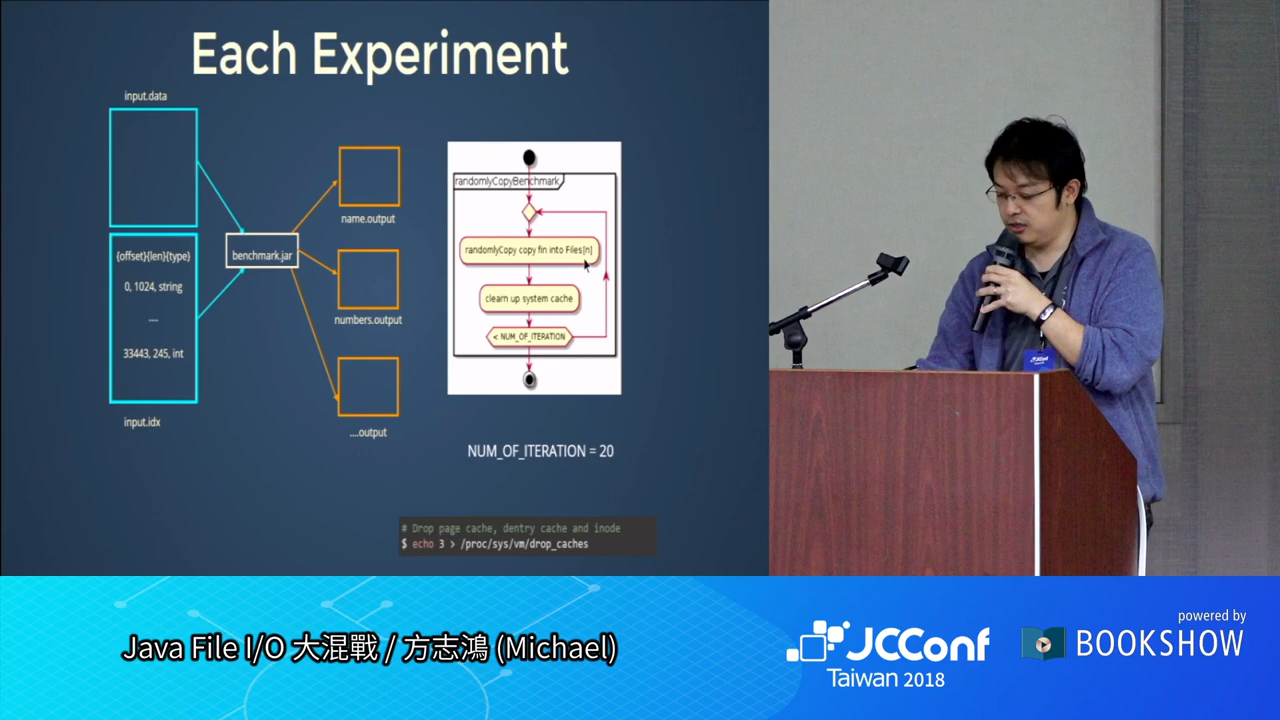 Each Experiment
input.data
{offset}{len}{type}
0, 1024, string
....
33443, 245, int
input.idx
benchmark.jar
name.output
numbers.output
....output
randomlyCopyBenchmark
randomlyCopy copy fin into Files[n]
clearn up system cache
< NUM_OF_ITERATION
NUM_OF_ITERATION = 20
# Drop page cache, dentry cache and inode
$ echo 3 > /proc/sys/vm/drop_caches
JCConf
Java File I/O 大混戰 / 方志鴻 (Michael)
JCConf
Taiwan 2018
powered by
BOOKSHOW